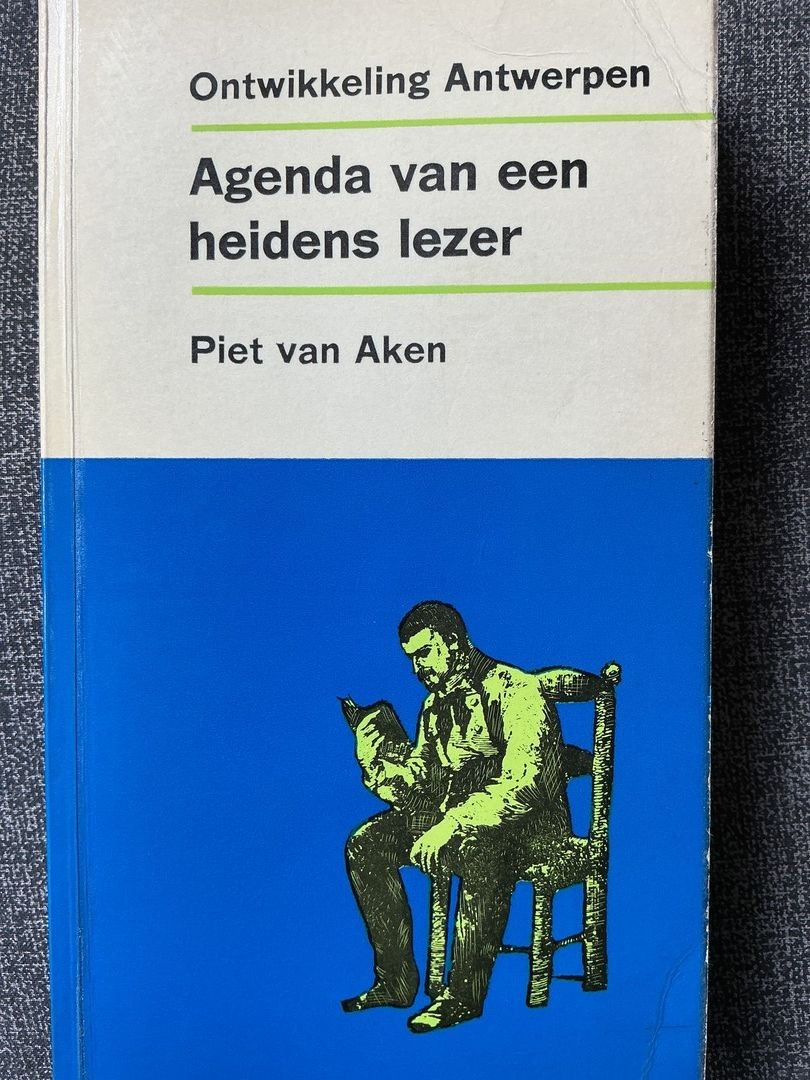 Ontwikkeling Antwerpen
Agenda van een
heidens lezer
Piet van Aken